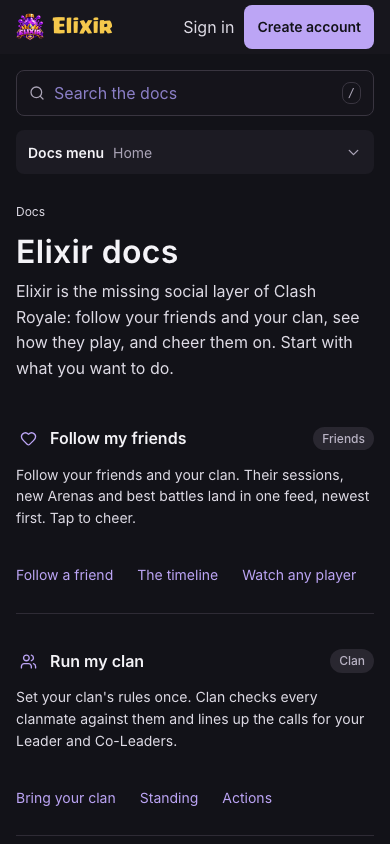 Elixir
Sign in
Create account
Search the docs
/
Docs menu Home
Docs
Elixir docs
Elixir is the missing social layer of Clash
Royale: follow your friends and your clan, see
how they play, and cheer them on. Start with
what you want to do.
Follow my friends
Friends
Follow your friends and your clan. Their sessions,
new Arenas and best battles land in one feed, newest
first. Tap to cheer.
Follow a friend
The timeline
Watch any player
Run my clan
Clan
Set your clan's rules once. Clan checks every
clanmate against them and lines up the calls for your
Leader and Co-Leaders.
Bring your clan
Standing
Actions